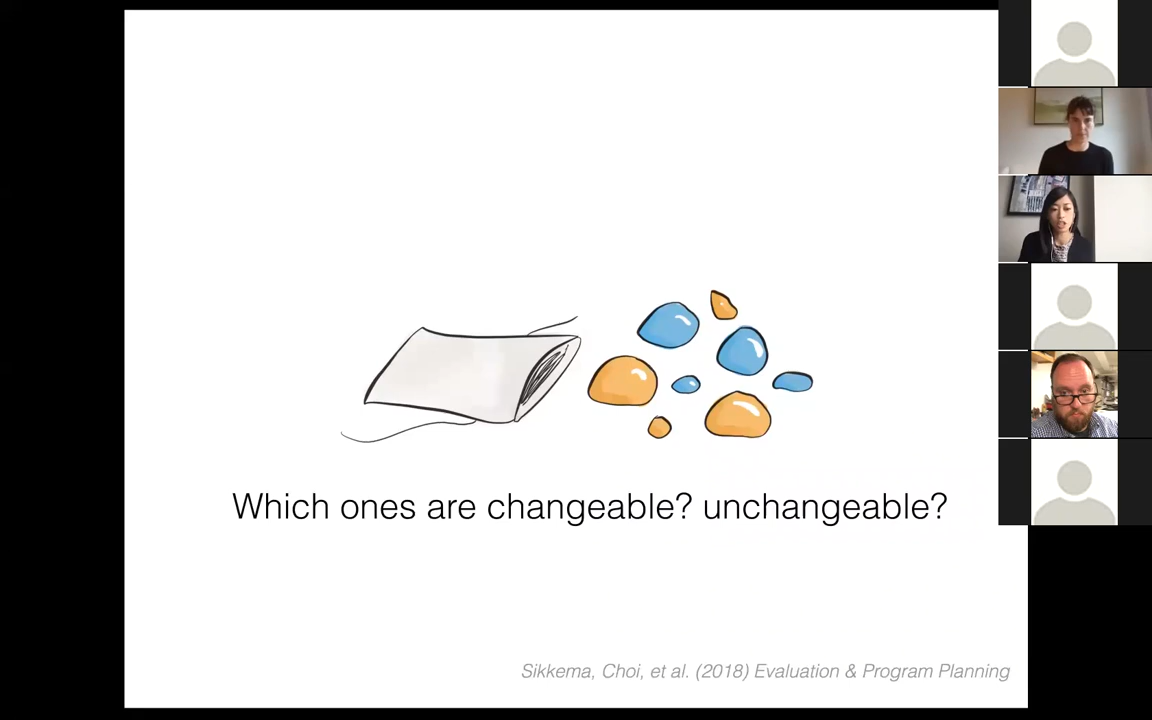 Which ones are changeable? unchangeable?
Sikkema, Choi, et al. (2018) Evaluation & Program Planning